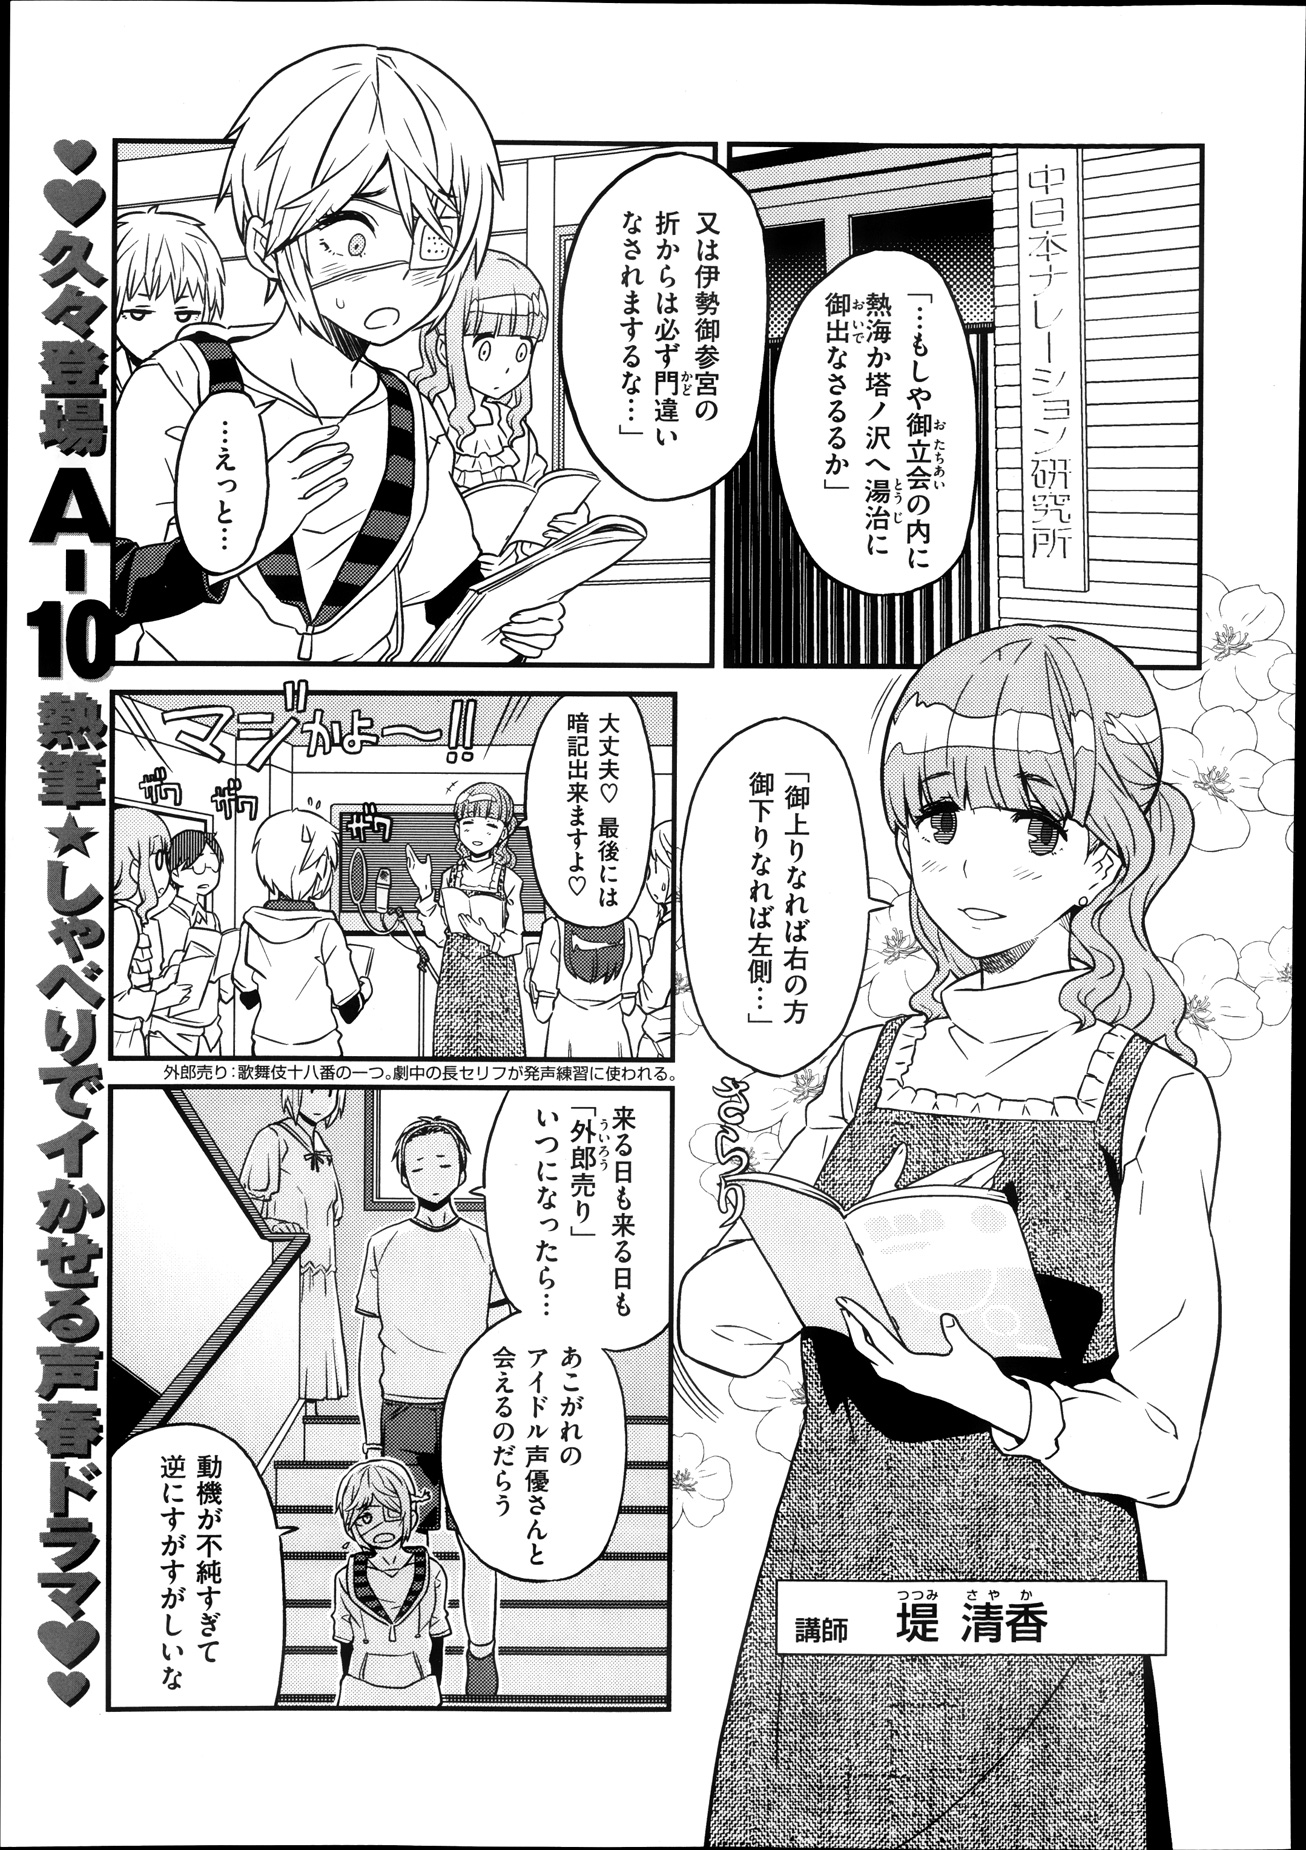 中日本ナレーション研究所
「…もしや御立会の内に
熱海か塔ノ沢へ湯治に
御出なさるるか」
又は伊勢御参宮の
折からは必ず門違い
なされまするな…」
…えっと…
「御上りなれば右の方
御下りなれば左側…」
さらり
講師 堤 清香
つつみ さやか
大丈夫♡ 最後には
暗記出来ますよ♡
マジかよ〜!!
ザワ
ザワ
ザワ
外郎売り：歌舞伎十八番の一つ。劇中の長セリフが発声練習に使われる。
来る日も来る日も
「外郎売り」
いつになったら…
あこがれの
アイドル声優さんと
会えるのだろう
動機が不純すぎて
逆にすがすがしいな
♥♥久々登場A-10熱筆★しゃべりでイかせる声春ドラマ♥♥